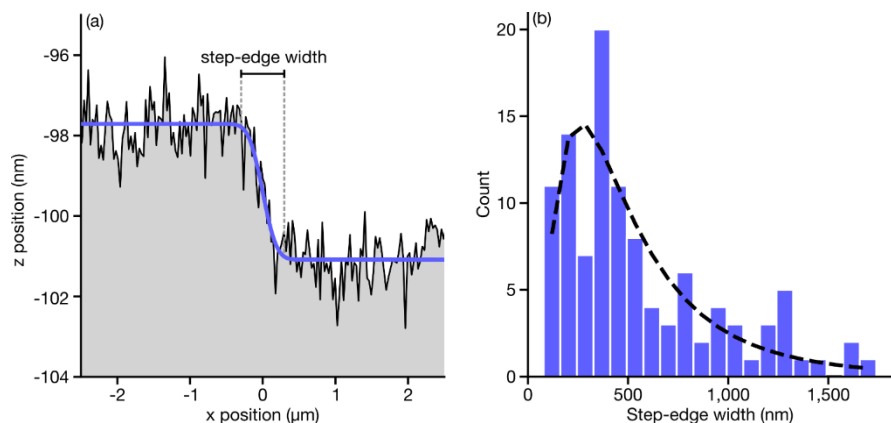 (a)
step-edge width
-96
-98
-100
-102
-104
z position (nm)
-2
-1
0
1
2
x position (µm)
(b)
20
15
10
5
0
Count
0
500
1,000
1,500
Step-edge width (nm)